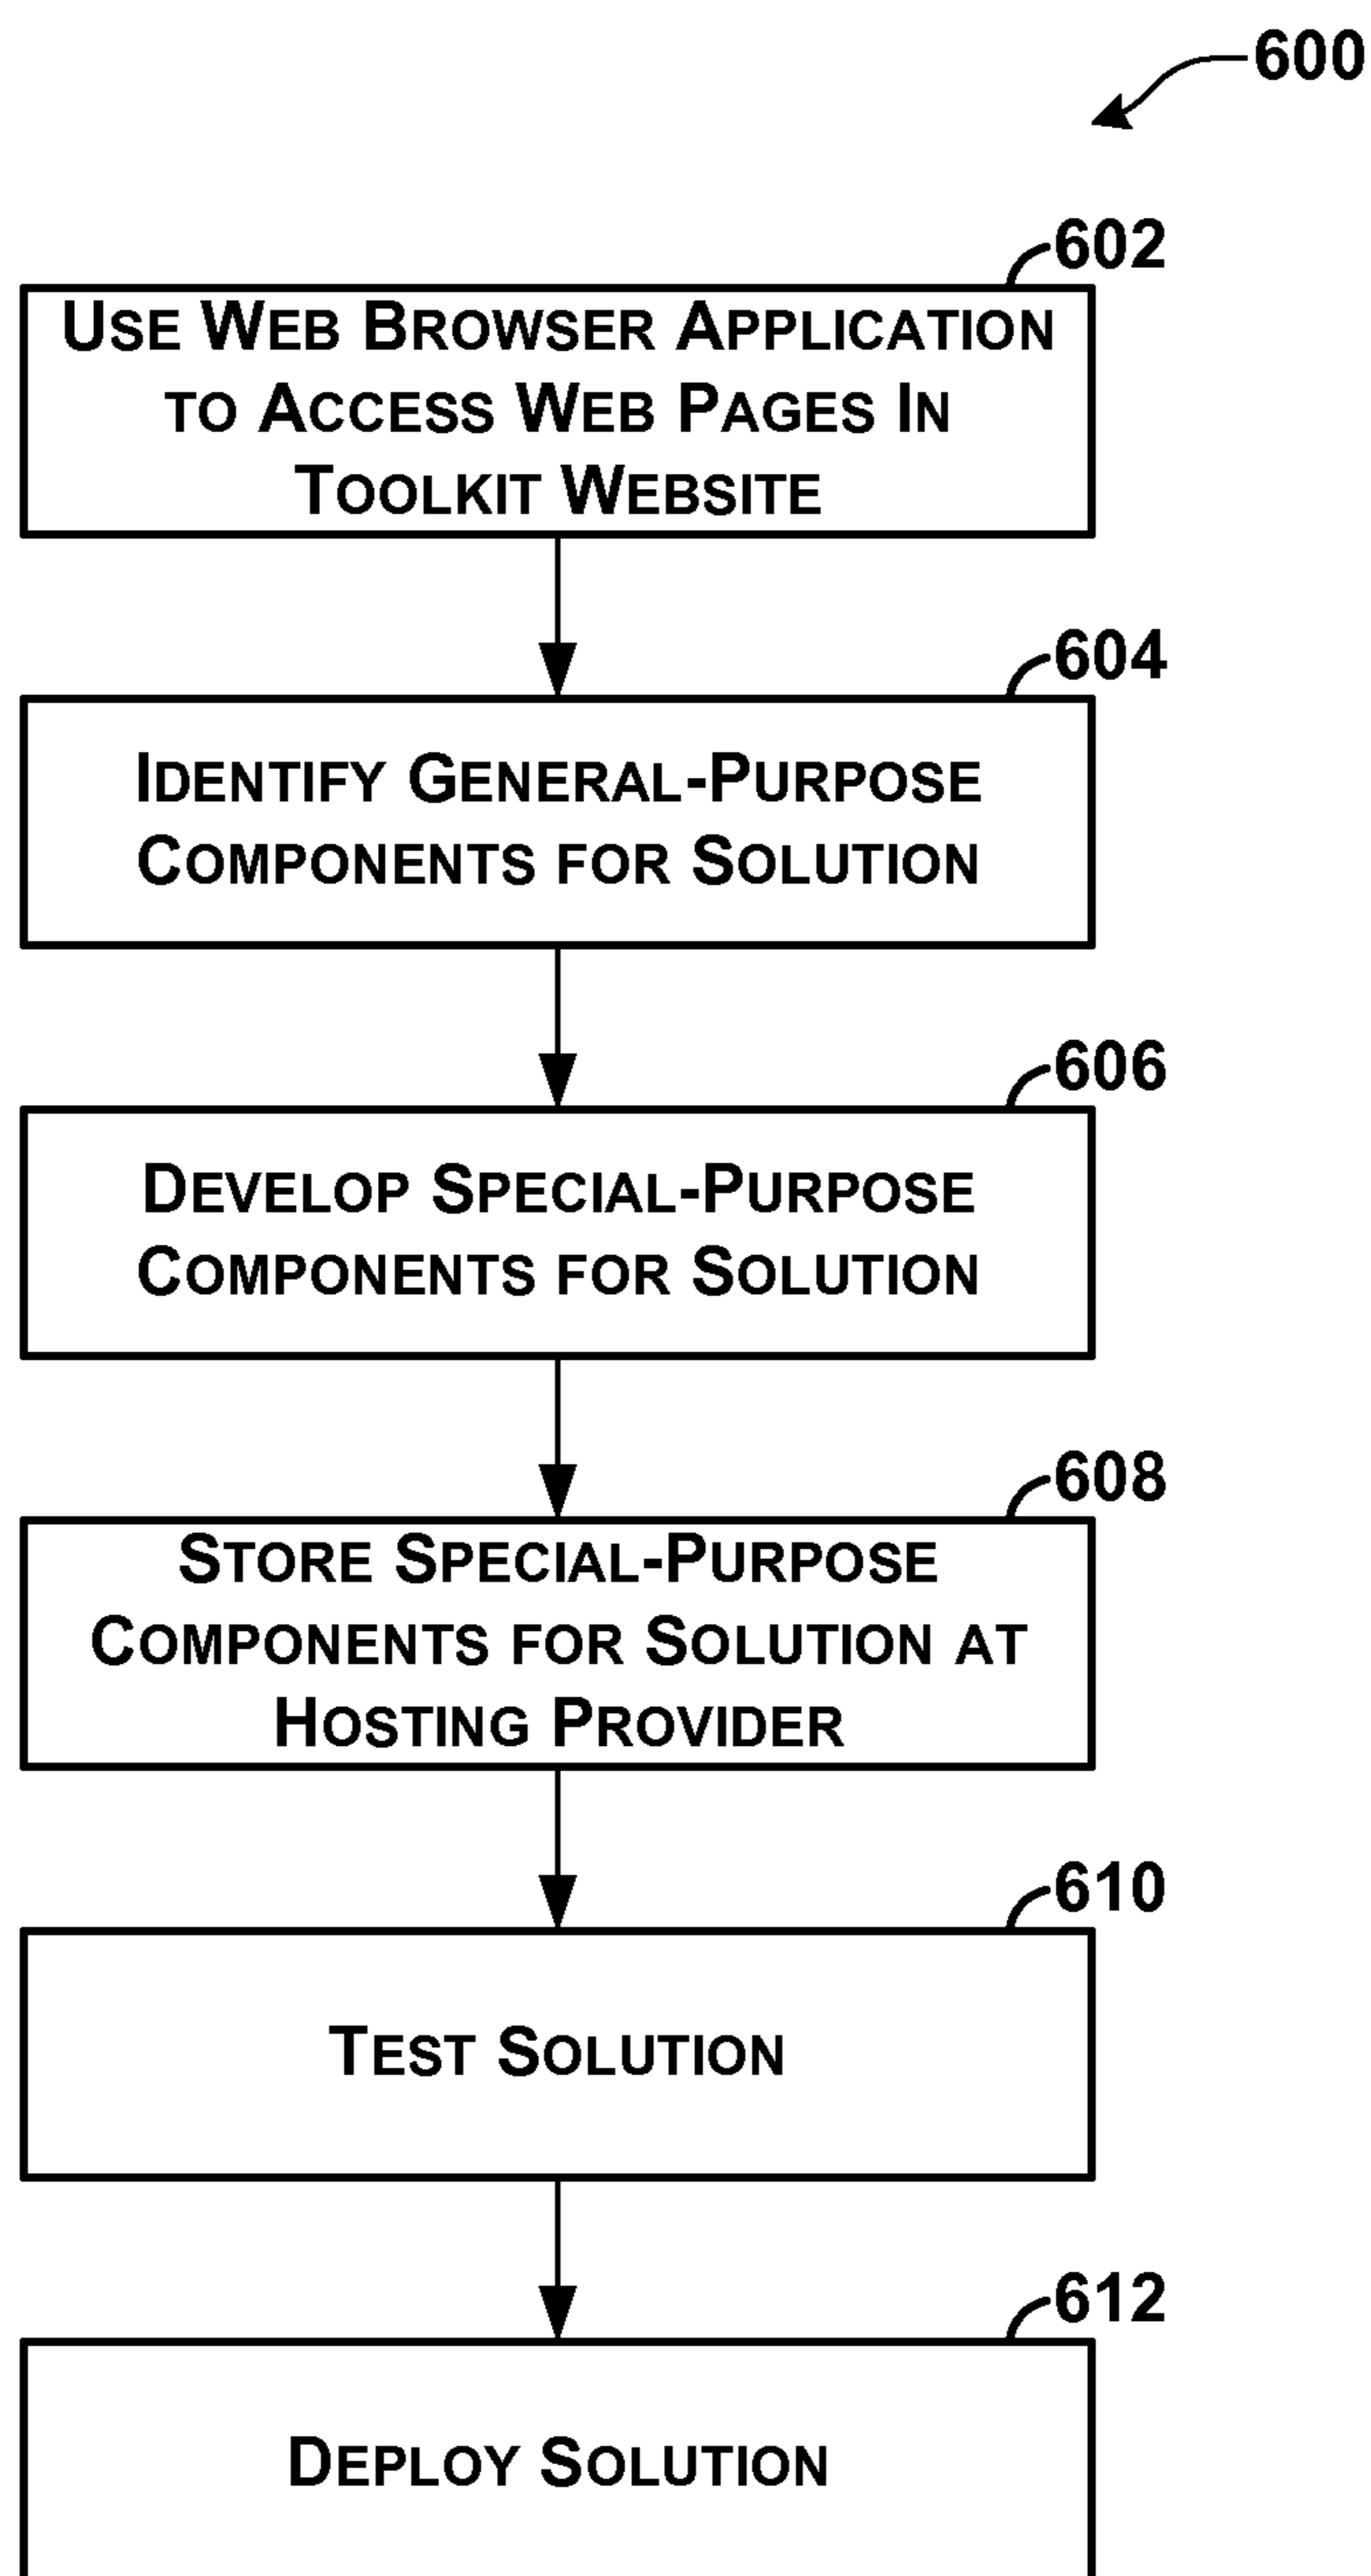 600
602
Use Web Browser Application
to Access Web Pages In
Toolkit Website
604
Identify General-Purpose
Components for Solution
606
Develop Special-Purpose
Components for Solution
608
Store Special-Purpose
Components for Solution at
Hosting Provider
610
Test Solution
612
Deploy Solution